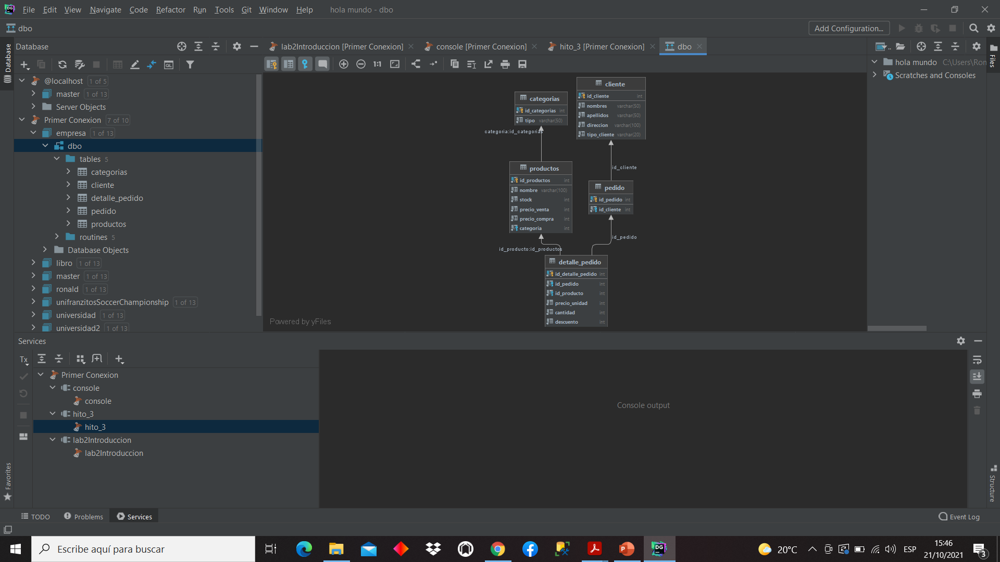 File Edit View Navigate Code Refactor Run Tools Git Window Help hola mundo - dbo
dbo
Add Configuration...
Database
Database
@localhost 1 of 5
master 1 of 13
Server Objects
Primer Conexion 7 of 10
empresa 1 of 13
dbo
tables 5
categorias
cliente
detalle_pedido
pedido
productos
routines 5
Database Objects
libro 1 of 13
master 1 of 13
ronald 1 of 13
unifranzitosSoccerChampionship 1 of 13
universidad 1 of 13
universidad2 1 of 13
lab2Introduccion [Primer Conexion]
console [Primer Conexion]
hito_3 [Primer Conexion]
dbo
1:1
categorias
id_categorias int
tipo varchar(50)
categoria:id_categorias
cliente
id_cliente int
nombres varchar(50)
apellidos varchar(50)
direccion varchar(100)
tipo_cliente varchar(20)
id_cliente
productos
id_productos int
nombre varchar(100)
stock int
precio_venta int
precio_compra int
categoria int
pedido
id_pedido int
id_cliente int
id_pedido
id_producto:id_productos
detalle_pedido
id_detalle_pedido int
id_pedido int
id_producto int
precio_unidad int
cantidad int
descuento int
Powered by yFiles
hola mundo C:\Users\Ron
Scratches and Consoles
Files
Services
Tx
Primer Conexion
console
console
hito_3
hito_3
lab2Introduccion
lab2Introduccion
Console output
Favorites
Structure
TODO
Problems
Services
Event Log
Escribe aquí para buscar
20°C
ESP
15:46
21/10/2021
3